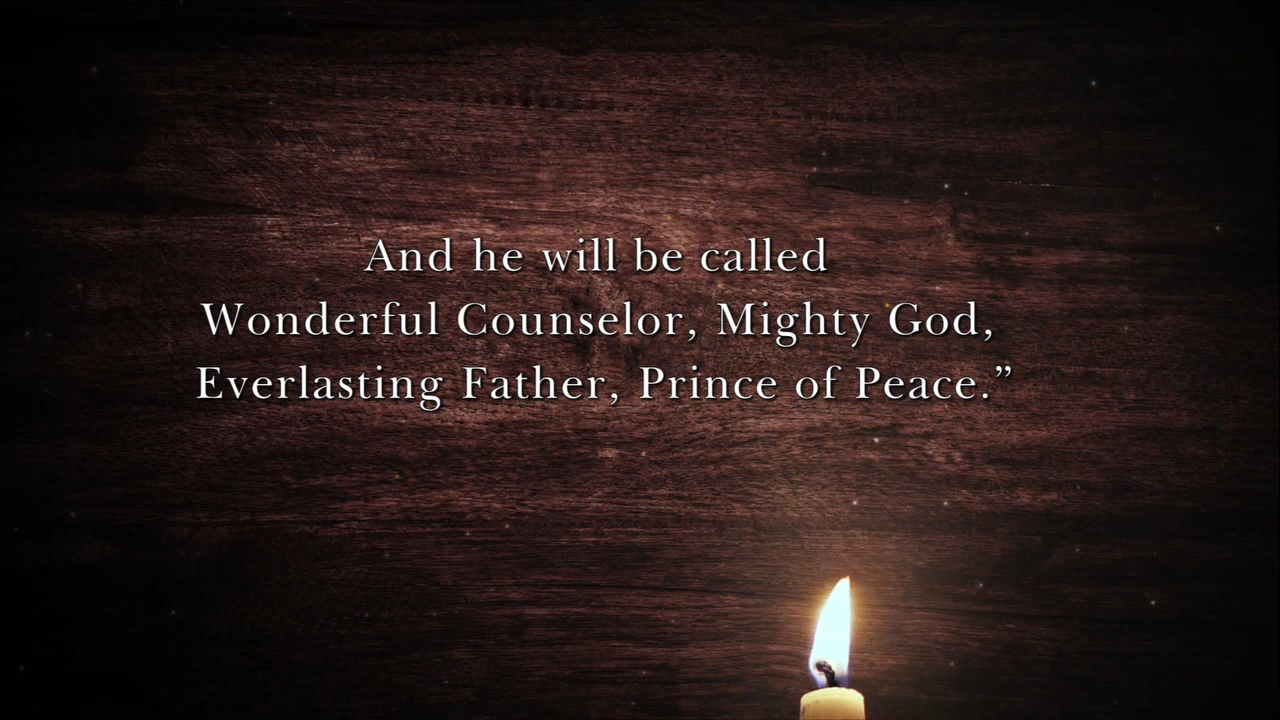 And he will be called
Wonderful Counselor, Mighty God,
Everlasting Father, Prince of Peace.”